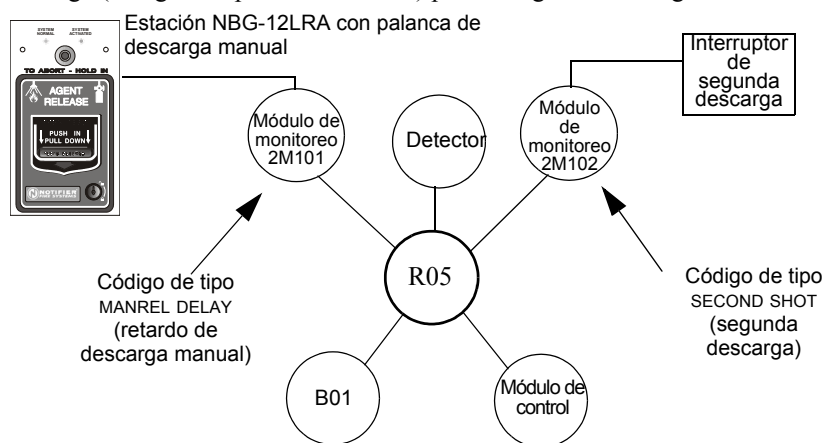 Estación NBG-12LRA con palanca de
descarga manual
SYSTEM NORMAL
SYSTEM ACTIVATED
TO ABORT - HOLD IN
AGENT
RELEASE
PUSH IN
PULL DOWN
NOTIFIER
FIRE SYSTEMS
Módulo de
monitoreo
2M101
Detector
Módulo
de
monitoreo
2M102
Interruptor
de
segunda
descarga
R05
Código de tipo
MANREL DELAY
(retardo de
descarga manual)
Código de tipo
SECOND SHOT
(segunda
descarga)
B01
Módulo de
control